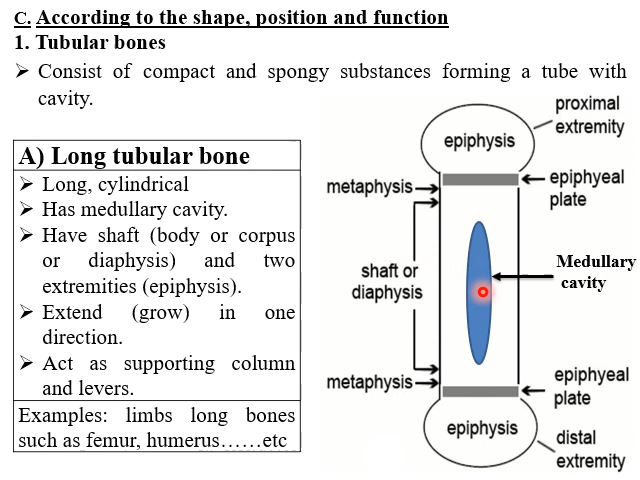 C. According to the shape, position and function
1. Tubular bones
➢ Consist of compact and spongy substances forming a tube with
cavity.
A) Long tubular bone
➢ Long, cylindrical
➢ Has medullary cavity.
➢ Have shaft (body or corpus
or diaphysis) and two
extremities (epiphysis).
➢ Extend (grow) in one
direction.
➢ Act as supporting column
and levers.
Examples: limbs long bones
such as femur, humerus……etc
proximal
extremity
epiphysis
metaphysis
epiphyeal
plate
shaft or
diaphysis
Medullary
cavity
metaphysis
epiphyeal
plate
epiphysis
distal
extremity